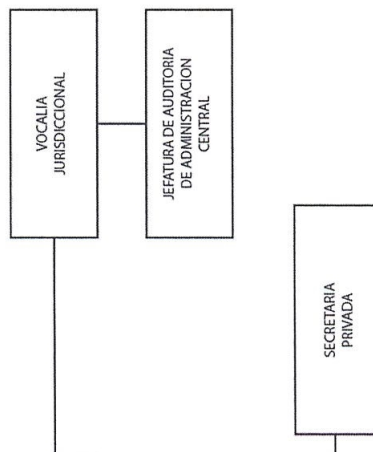 VOCALIA
JURISDICCIONAL
JEFATURA DE AUDITORIA
DE ADMINISTRACION
CENTRAL
SECRETARIA
PRIVADA